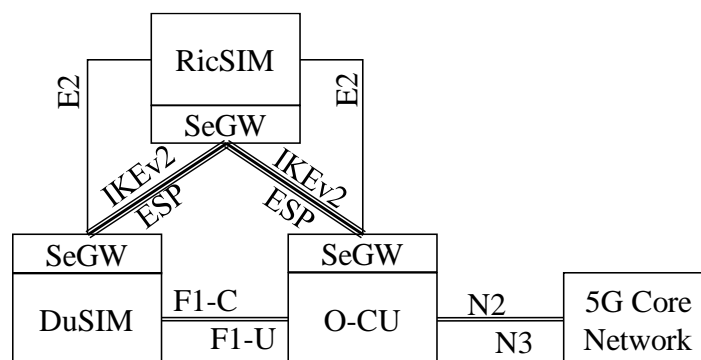 RicSIM
E2
E2
SeGW
IKEv2
IKEv2
ESP
ESP
SeGW
SeGW
F1-C
N2
5G Core
DuSIM
O-CU
F1-U
N3
Network